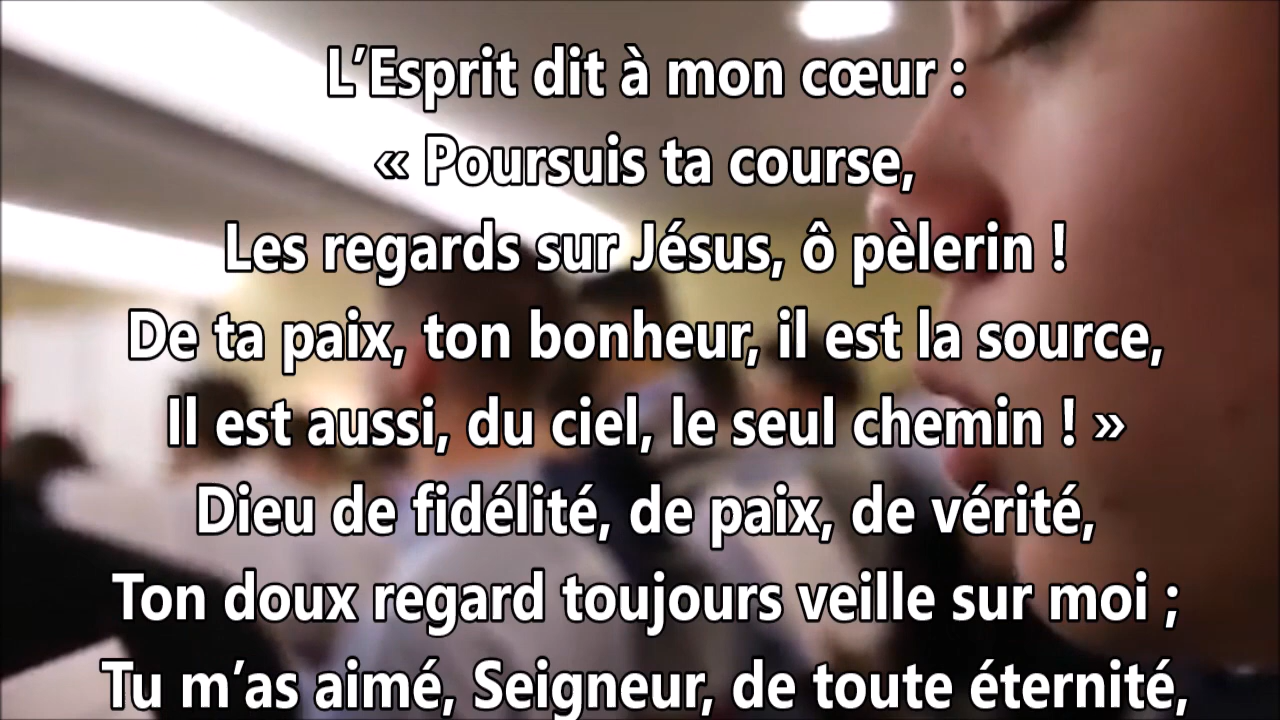 L’Esprit dit à mon cœur :
« Poursuis ta course,
Les regards sur Jésus, ô pèlerin !
De ta paix, ton bonheur, il est la source,
Il est aussi, du ciel, le seul chemin ! »
Dieu de fidélité, de paix, de vérité,
Ton doux regard toujours veille sur moi ;
Tu m’as aimé, Seigneur, de toute éternité,